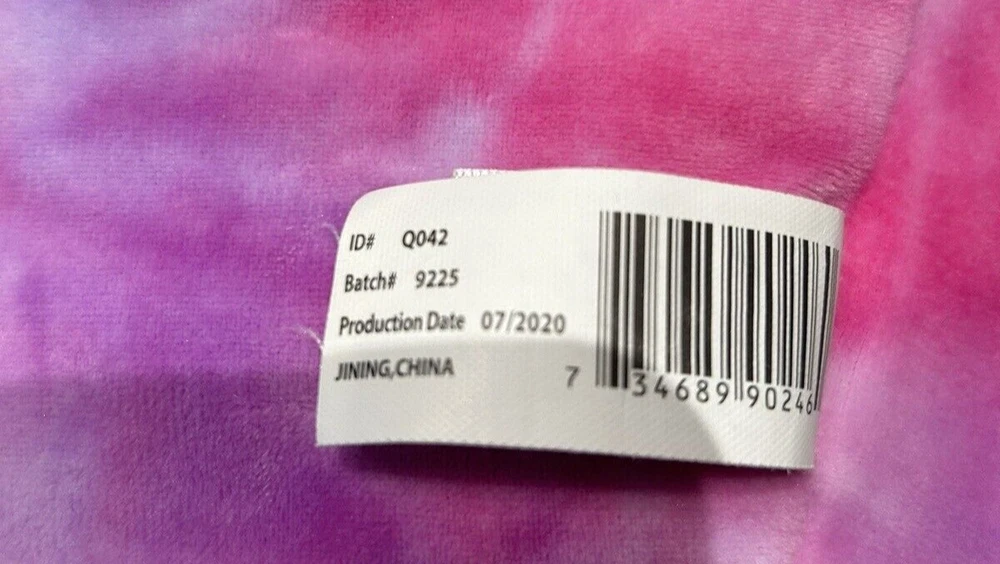 ID# Q042
Batch# 9225
Production Date 07/2020
JINING,CHINA
7 34689 90246